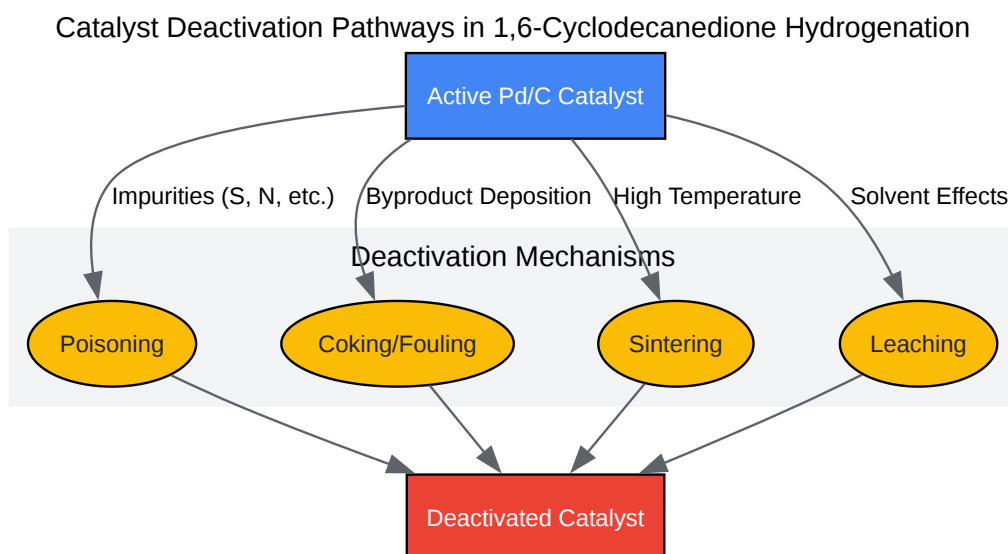 Catalyst Deactivation Pathways in 1,6-Cyclodecanedione Hydrogenation
Active Pd/C Catalyst
Impurities (S, N, etc.)
Byproduct Deposition
High Temperature
Solvent Effects
Deactivation Mechanisms
Poisoning
Coking/Fouling
Sintering
Leaching
Deactivated Catalyst